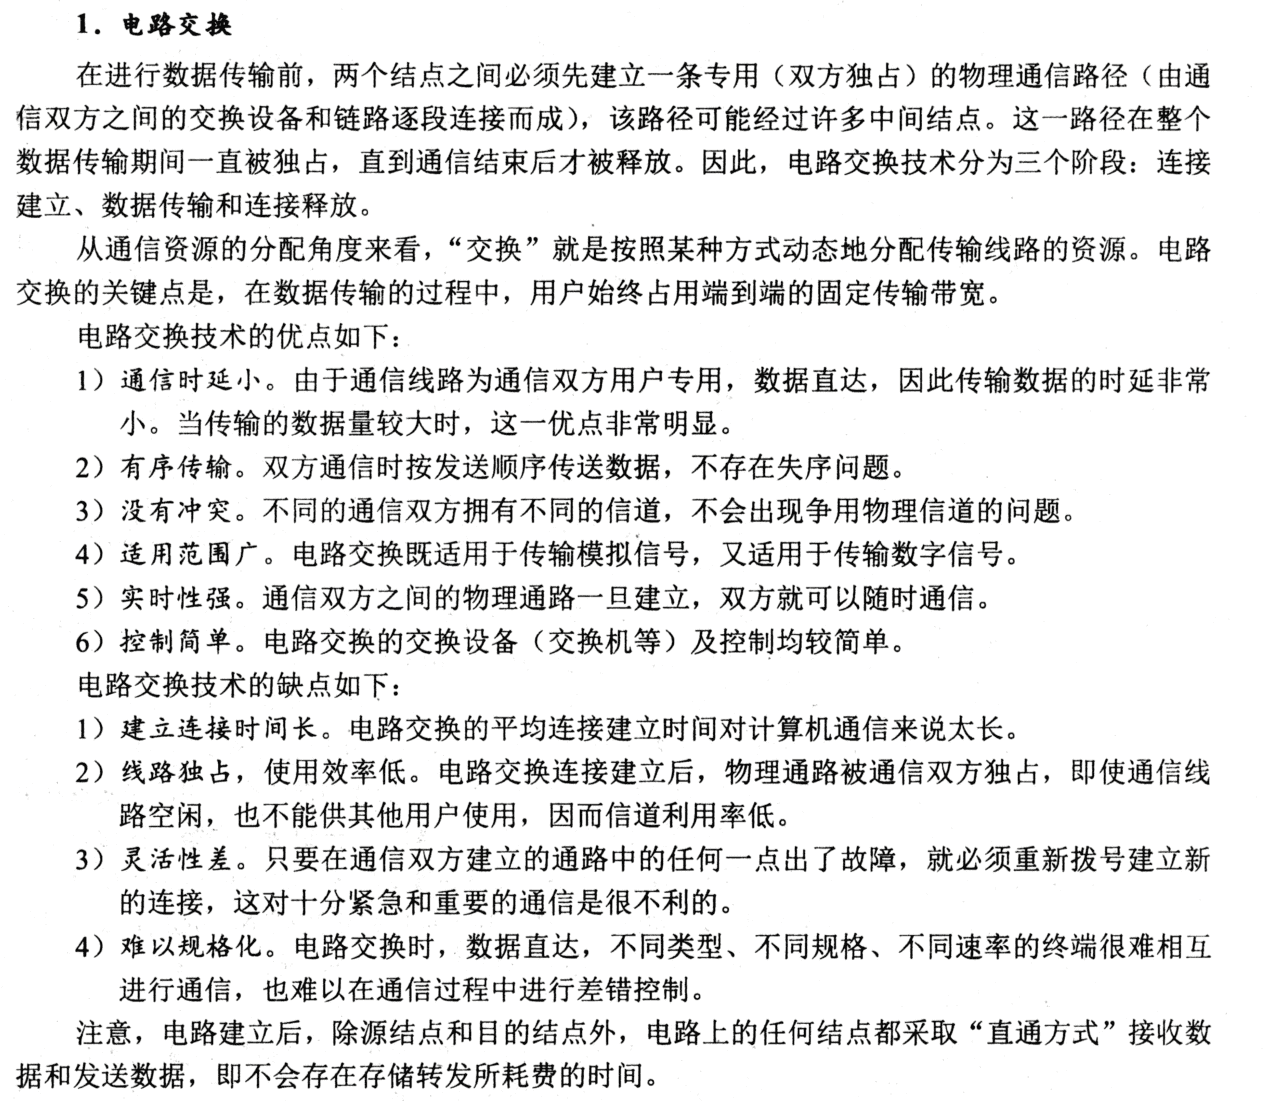 1．电路交换
在进行数据传输前，两个结点之间必须先建立一条专用（双方独占）的物理通信路径（由通
信双方之间的交换设备和链路逐段连接而成），该路径可能经过许多中间结点。这一路径在整个
数据传输期间一直被独占，直到通信结束后才被释放。因此，电路交换技术分为三个阶段：连接
建立、数据传输和连接释放。
从通信资源的分配角度来看，“交换”就是按照某种方式动态地分配传输线路的资源。电路
交换的关键点是，在数据传输的过程中，用户始终占用端到端的固定传输带宽。
电路交换技术的优点如下：
1）通信时延小。由于通信线路为通信双方用户专用，数据直达，因此传输数据的时延非常
小。当传输的数据量较大时，这一优点非常明显。
2）有序传输。双方通信时按发送顺序传送数据，不存在失序问题。
3）没有冲突。不同的通信双方拥有不同的信道，不会出现争用物理信道的问题。
4）适用范围广。电路交换既适用于传输模拟信号，又适用于传输数字信号。
5）实时性强。通信双方之间的物理通路一旦建立，双方就可以随时通信。
6）控制简单。电路交换的交换设备（交换机等）及控制均较简单。
电路交换技术的缺点如下：
1）建立连接时间长。电路交换的平均连接建立时间对计算机通信来说太长。
2）线路独占，使用效率低。电路交换连接建立后，物理通路被通信双方独占，即使通信线
路空闲，也不能供其他用户使用，因而信道利用率低。
3）灵活性差。只要在通信双方建立的通路中的任何一点出了故障，就必须重新拨号建立新
的连接，这对十分紧急和重要的通信是很不利的。
4）难以规格化。电路交换时，数据直达，不同类型、不同规格、不同速率的终端很难相互
进行通信，也难以在通信过程中进行差错控制。
注意，电路建立后，除源结点和目的结点外，电路上的任何结点都采取“直通方式”接收数
据和发送数据，即不会存在存储转发所耗费的时间。